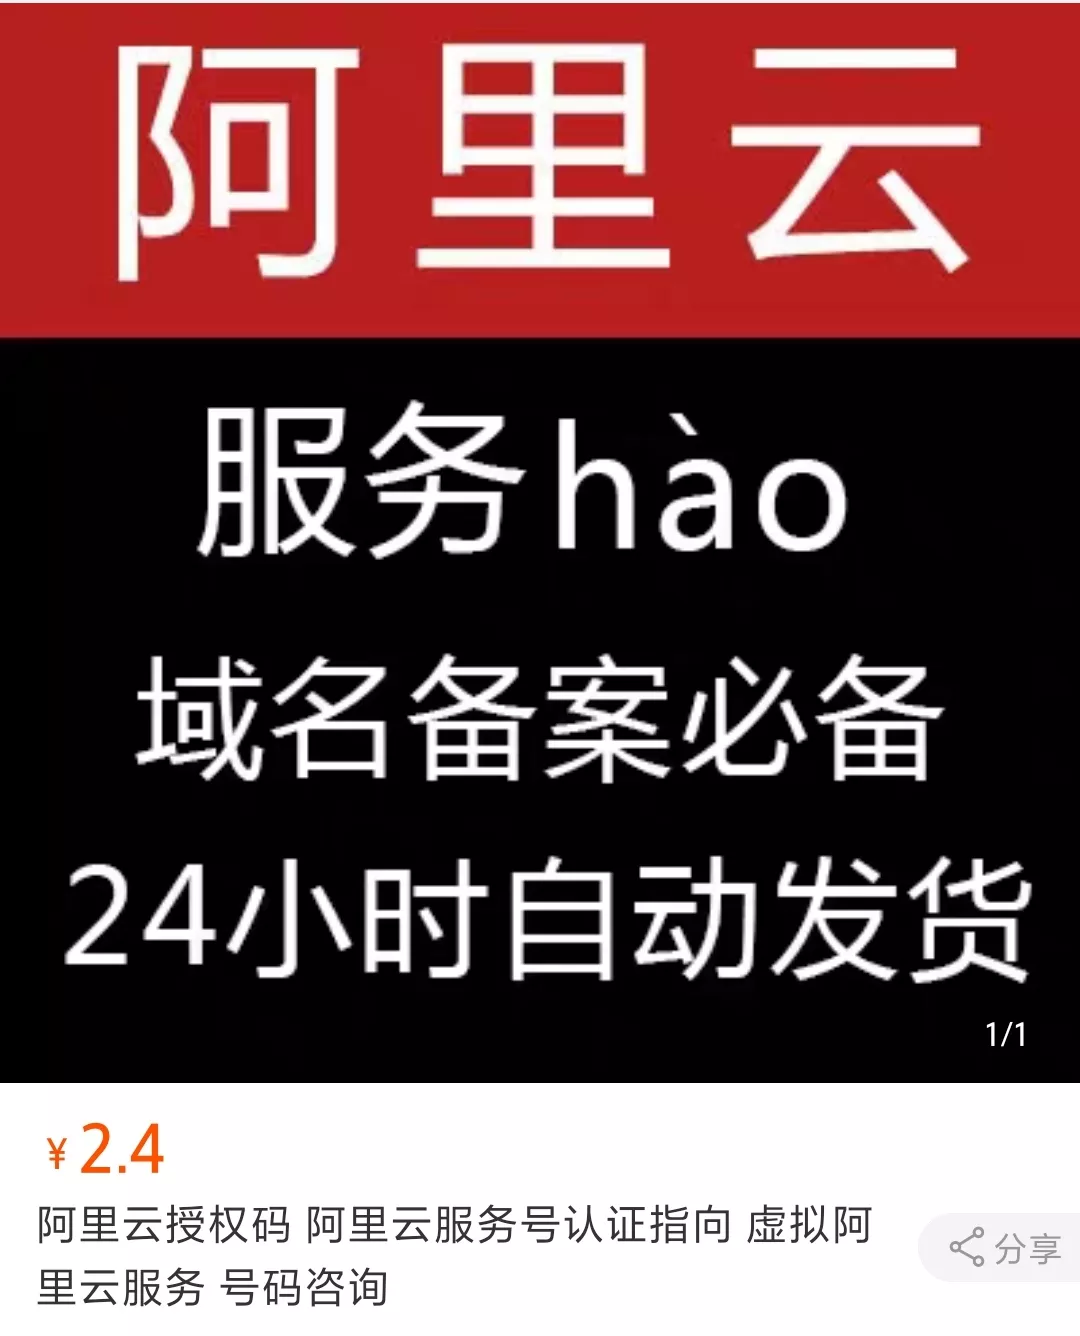 阿里云
服务hào
域名备案必备
24小时自动发货
1/1
¥2.4
阿里云授权码 阿里云服务号认证指向 虚拟阿
里云服务 号码咨询
分享